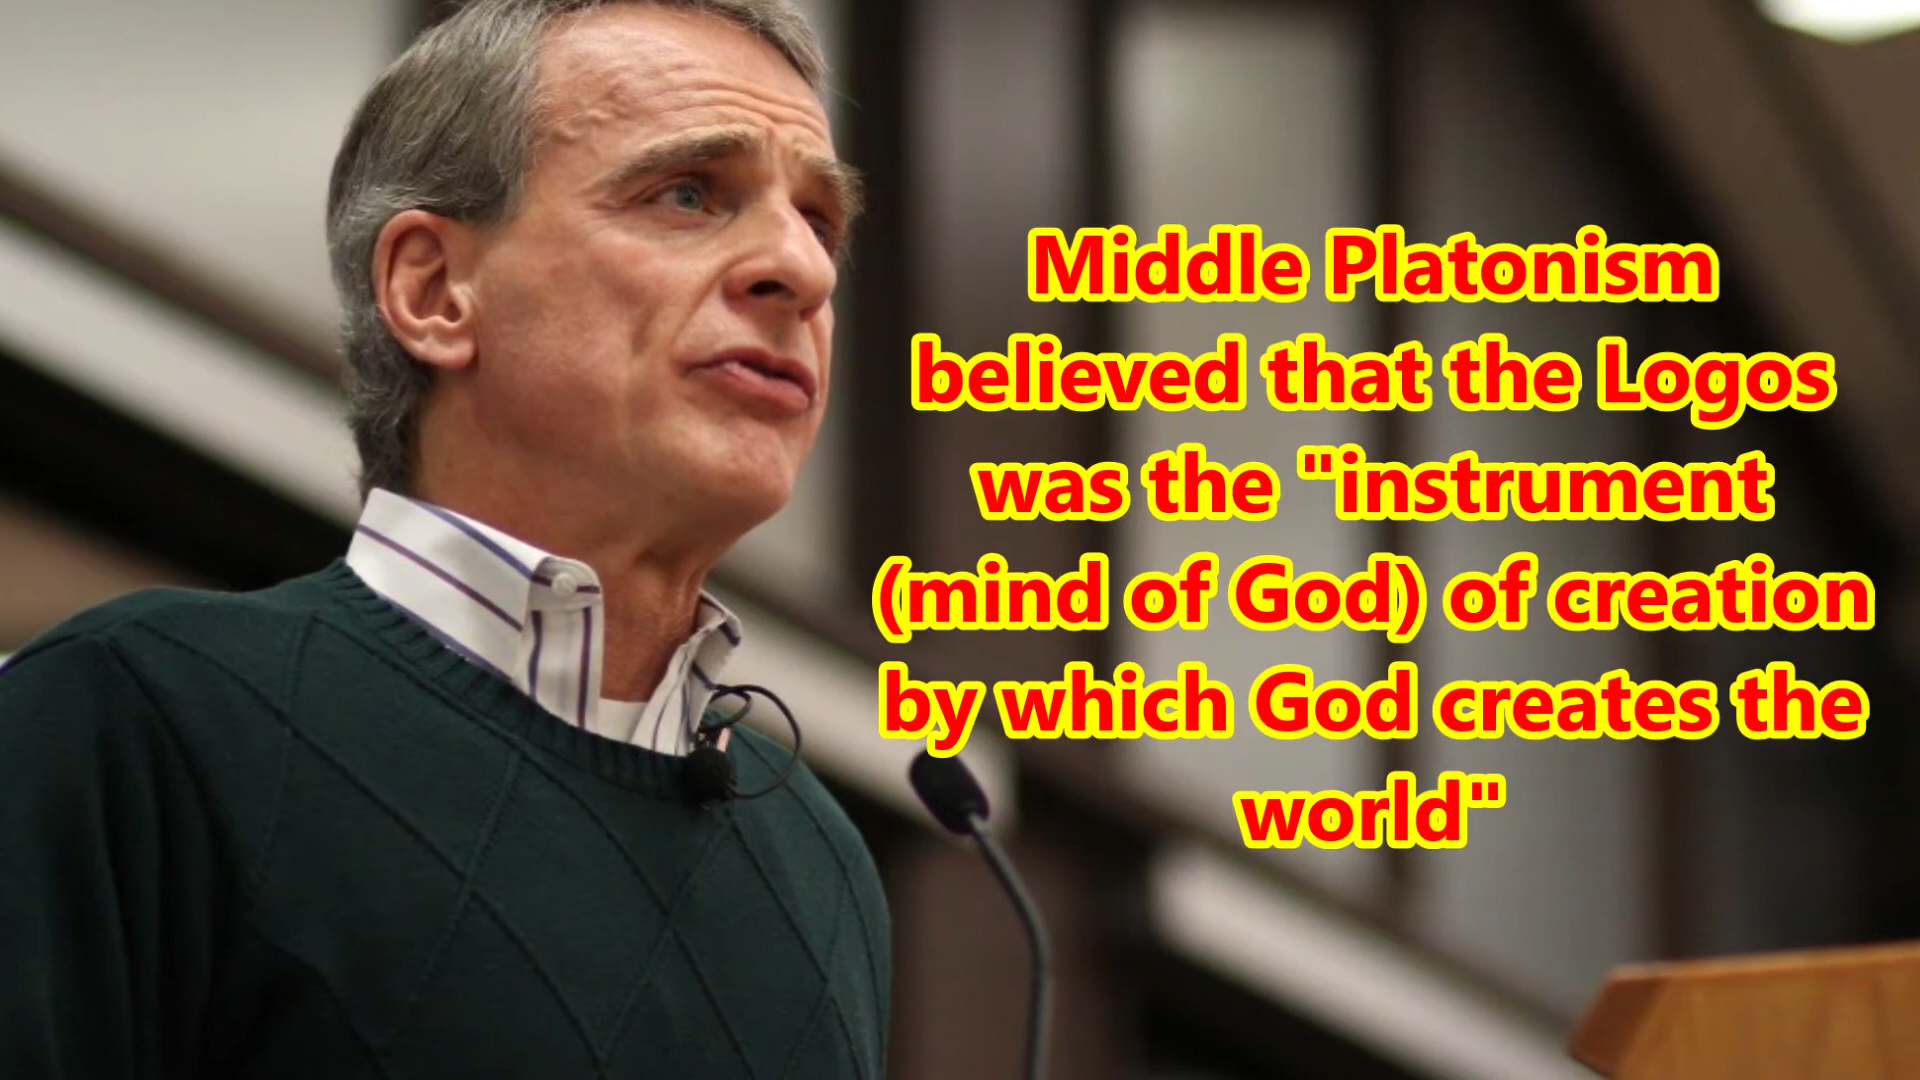 Middle Platonism
believed that the Logos
was the "instrument
(mind of God) of creation
by which God creates the
world"